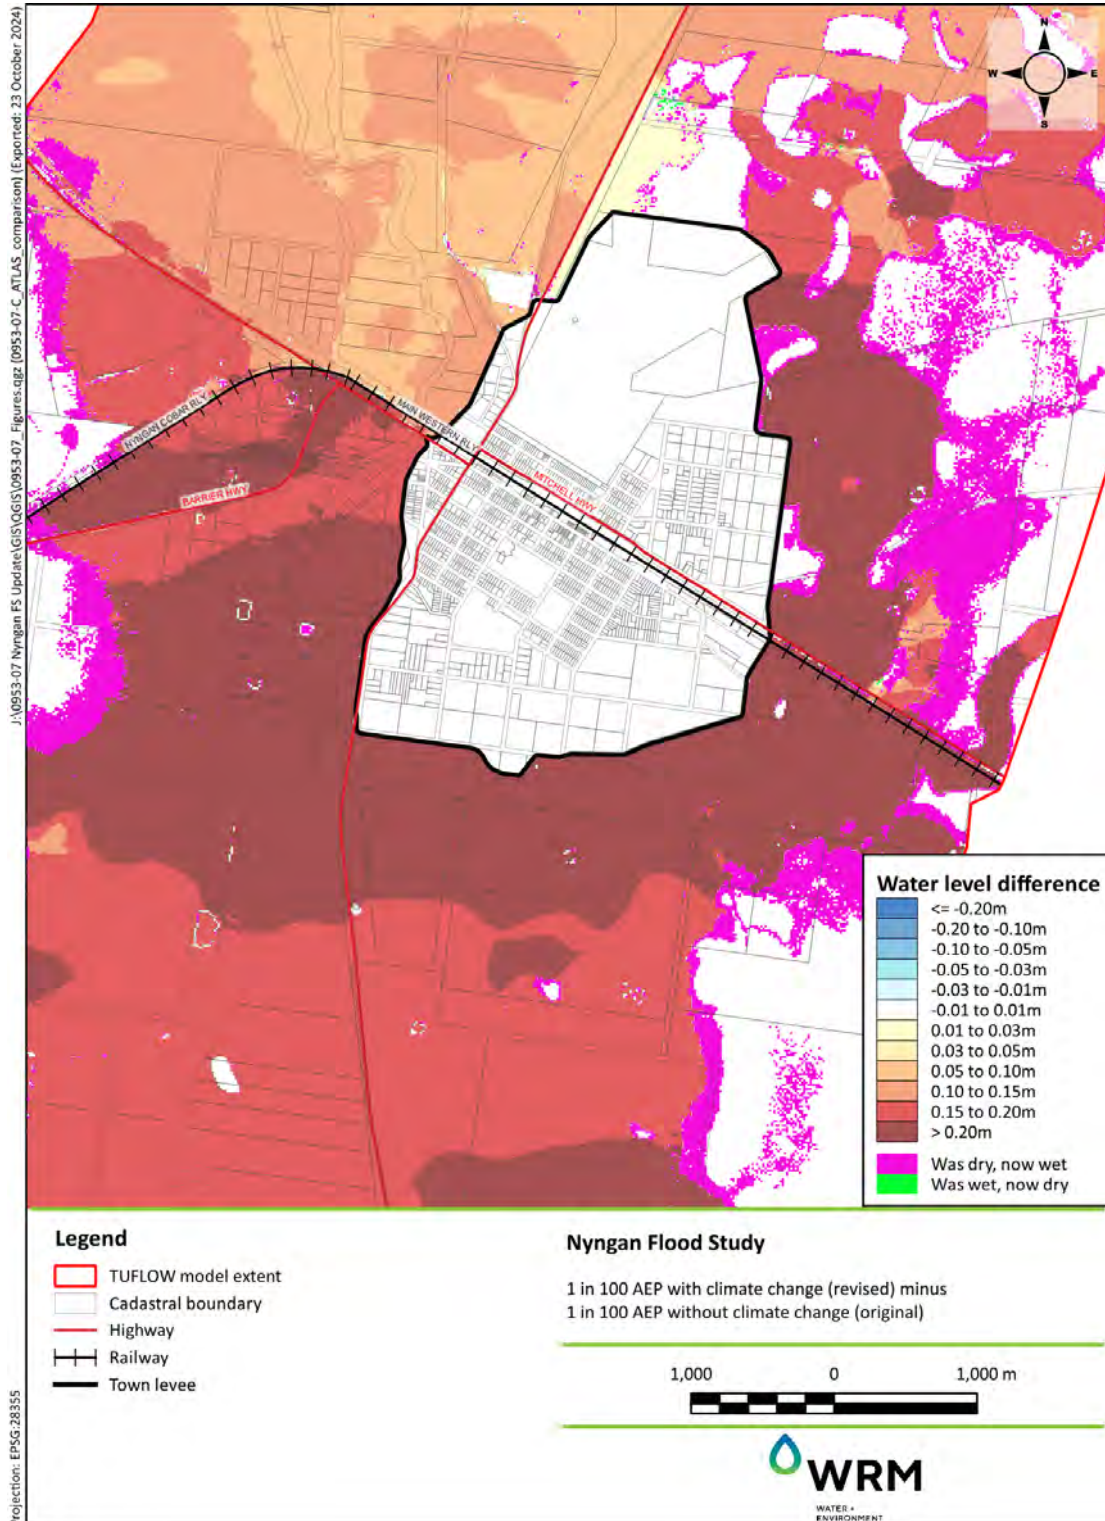 J:\0953-07 Nyngan FS Update\GIS\QGIS\0953-07_Figures.qgz (0953-07-C_ATLAS_comparison) (Exported: 23 October 2024)
N
W
E
S
NYNGAN COBAR RLY
MAIN WESTERN RLY
BARRIER HWY
MITCHELL HWY
Water level difference
<= -0.20m
-0.20 to -0.10m
-0.10 to -0.05m
-0.05 to -0.03m
-0.03 to -0.01m
-0.01 to 0.01m
0.01 to 0.03m
0.03 to 0.05m
0.05 to 0.10m
0.10 to 0.15m
0.15 to 0.20m
> 0.20m
Was dry, now wet
Was wet, now dry
Legend
TUFLOW model extent
Cadastral boundary
Highway
Railway
Town levee
Nyngan Flood Study
1 in 100 AEP with climate change (revised) minus
1 in 100 AEP without climate change (original)
1,000 0 1,000 m
Projection: EPSG:28355
WRM
WATER +
ENVIRONMENT